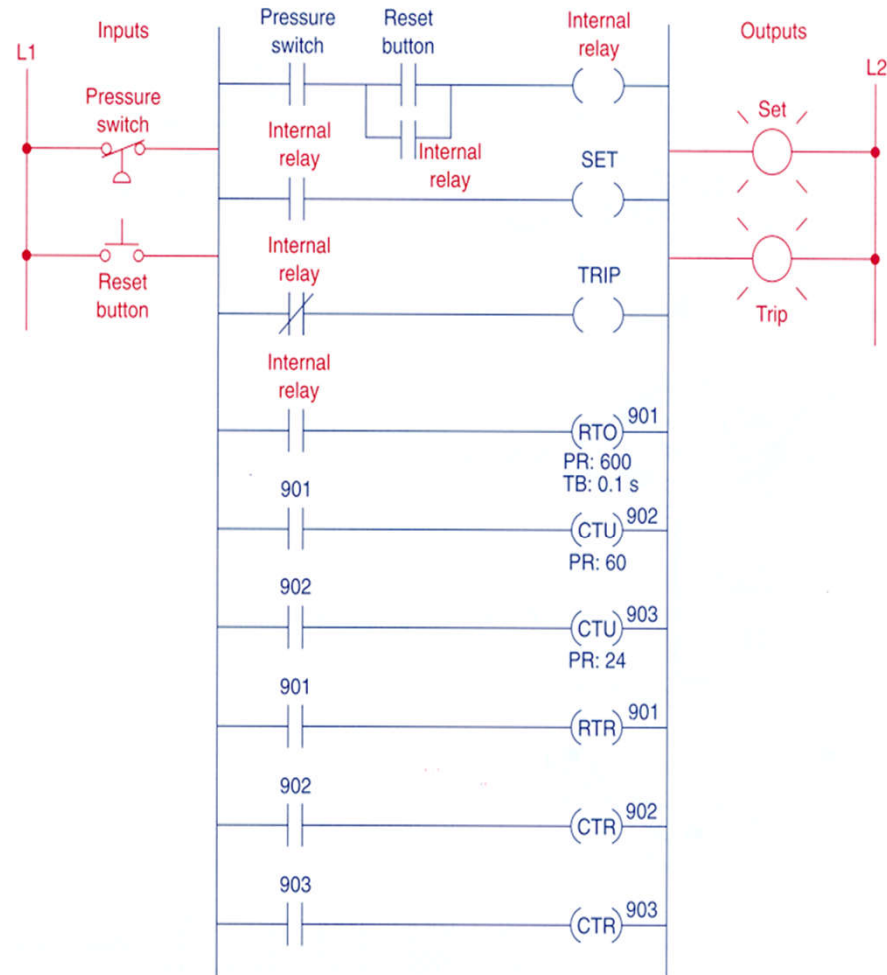 Inputs
L1
Pressure
switch
Reset
button
Pressure
switch
Reset
button
Internal
relay
Internal
relay
Internal
relay
SET
Internal
relay
TRIP
Internal
relay
RTO
901
PR: 600
TB: 0.1 s
901
CTU
902
PR: 60
902
CTU
903
PR: 24
901
RTR
901
902
CTR
902
903
CTR
903
Outputs
L2
Set
Trip